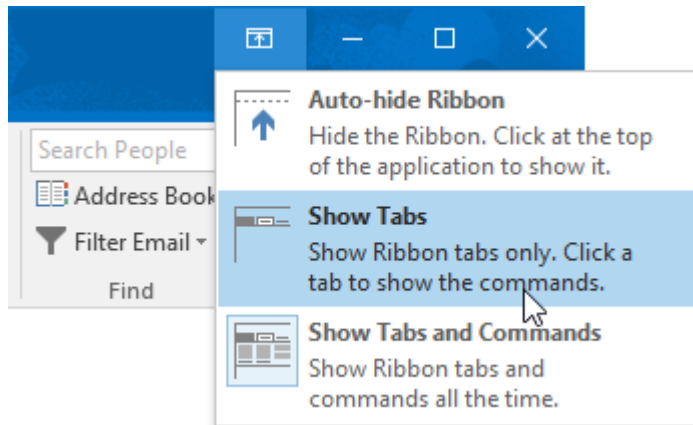 Auto-hide Ribbon
Hide the Ribbon. Click at the top
of the application to show it.
Search People
Address Book
Filter Email
Find
Show Tabs
Show Ribbon tabs only. Click a
tab to show the commands.
Show Tabs and Commands
Show Ribbon tabs and
commands all the time.